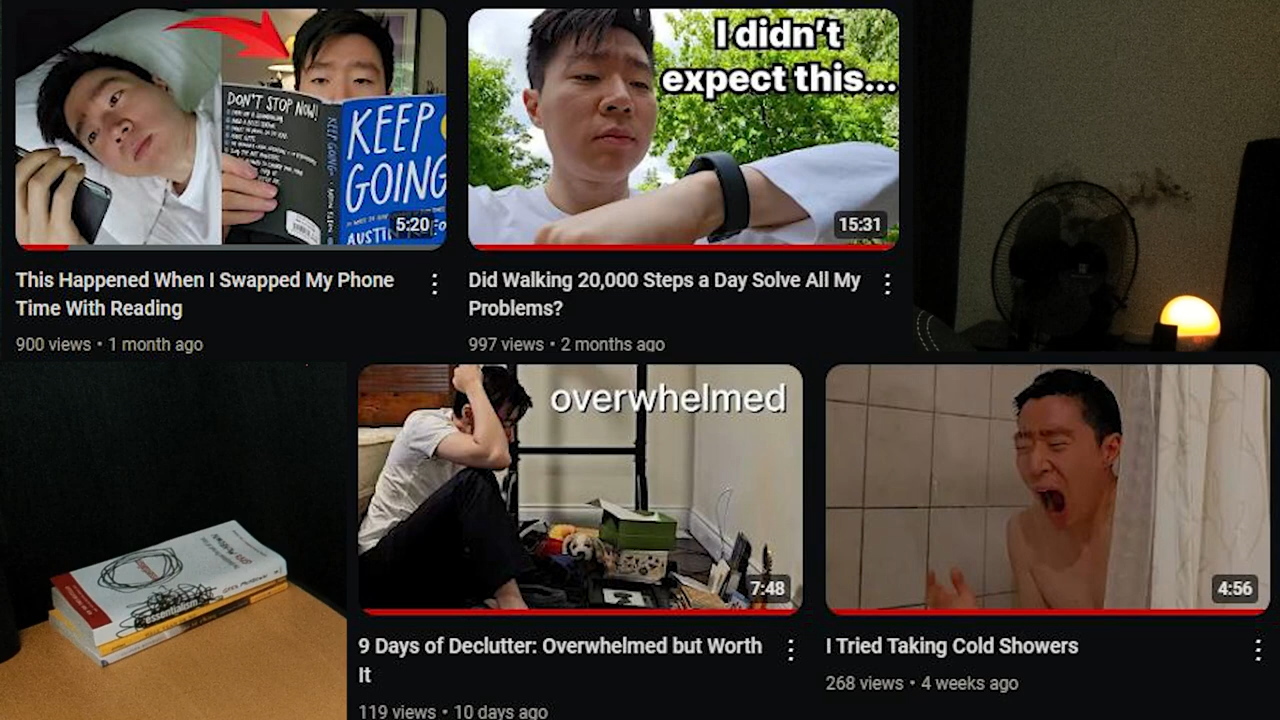 I didn't
expect this...
DON'T STOP NOW!
KEEP GOING
KEEP
GOING
AUSTIN
5:20
15:31
This Happened When I Swapped My Phone
Time With Reading
Did Walking 20,000 Steps a Day Solve All My
Problems?
900 views • 1 month ago
997 views • 2 months ago
overwhelmed
essentialism
7:48
4:56
9 Days of Declutter: Overwhelmed but Worth
It
I Tried Taking Cold Showers
268 views • 4 weeks ago
119 views • 10 days ago